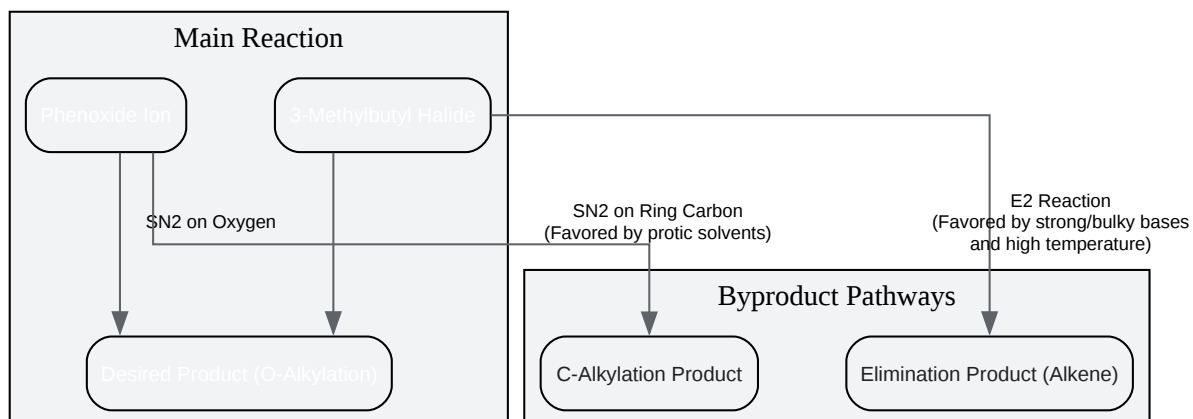 Main Reaction
Phenoxide Ion
3-Methylbutyl Halide
SN2 on Oxygen
SN2 on Ring Carbon
(Favored by protic solvents)
E2 Reaction
(Favored by strong/bulky bases
and high temperature)
Byproduct Pathways
Desired Product (O-Alkylation)
C-Alkylation Product
Elimination Product (Alkene)